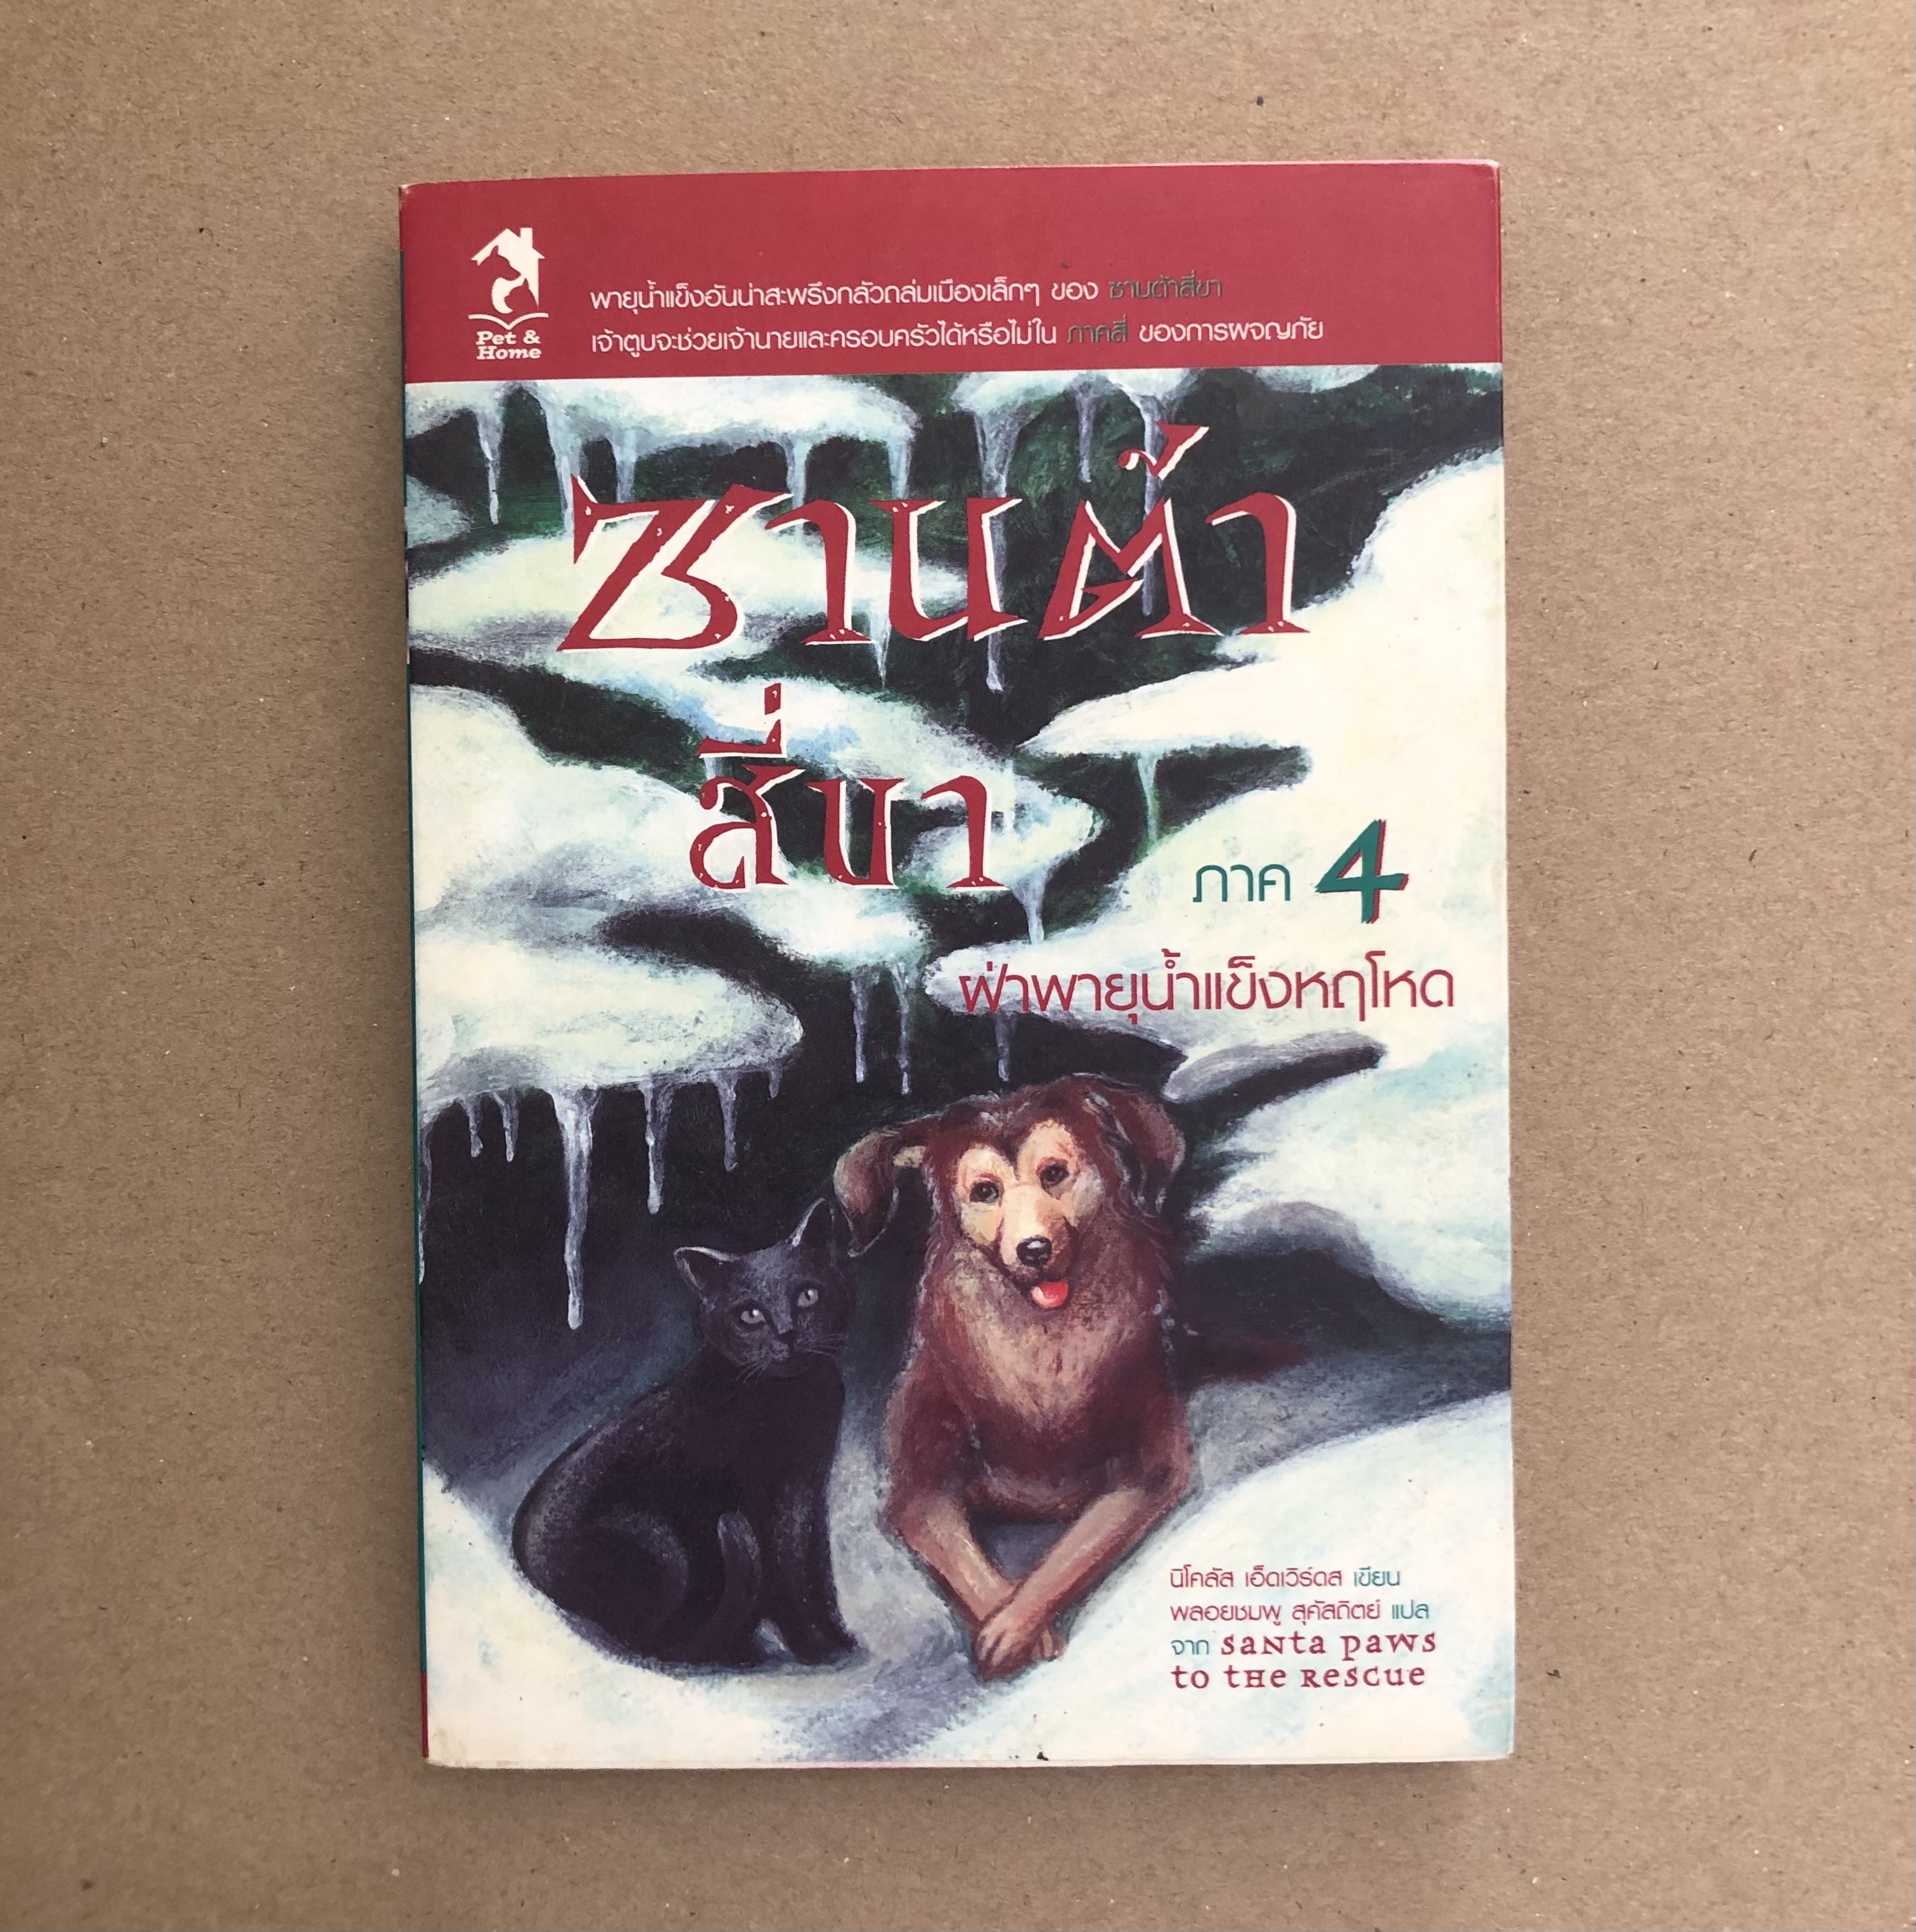 Pet &
Home
พายุน้ำแข็งอันน่าสะพรึงกลัวถล่มเมืองเล็กๆ ของ ซานต้าสี่ขา
เจ้าตูบจะช่วยเจ้านายและครอบครัวได้หรือไม่ใน ภาคสี่ ของการผจญภัย
ซานต้า
สี่ขา
ภาค 4
ฝ่าพายุน้ำแข็งหฤโหด
นิโคลัส เอ็ดเวิร์ดส เขียน
พลอยชมพู สุคัสถิตย์ แปล
จาก Santa Paws
to the Rescue